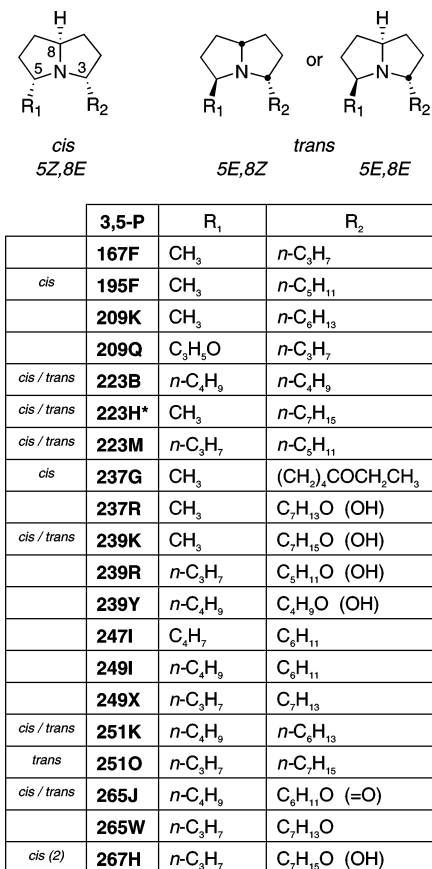 H H
8 or
5 N 3 N N
R₁ R₂ R₁ R₂ R₁ R₂
cis trans
5Z,8E 5E,8Z 5E,8E
3,5-P R₁ R₂
167F CH₃ n-C₃H₇
cis 195F CH₃ n-C₅H₁₁
209K CH₃ n-C₆H₁₃
209Q C₃H₅O n-C₃H₇
cis / trans 223B n-C₄H₉ n-C₄H₉
cis / trans 223H* CH₃ n-C₇H₁₅
cis / trans 223M n-C₃H₇ n-C₅H₁₁
cis 237G CH₃ (CH₂)₄COCH₂CH₃
237R CH₃ C₇H₁₃O (OH)
cis / trans 239K CH₃ C₇H₁₅O (OH)
239R n-C₃H₇ C₅H₁₁O (OH)
239Y n-C₄H₉ C₄H₉O (OH)
247I C₄H₇ C₆H₁₁
249I n-C₄H₉ C₆H₁₁
249X n-C₃H₇ C₇H₁₃
cis / trans 251K n-C₄H₉ n-C₆H₁₃
trans 251O n-C₃H₇ n-C₇H₁₅
cis / trans 265J n-C₄H₉ C₆H₁₁O (=O)
265W n-C₃H₇ C₇H₁₃O
cis (2) 267H n-C₃H₇ C₇H₁₅O (OH)